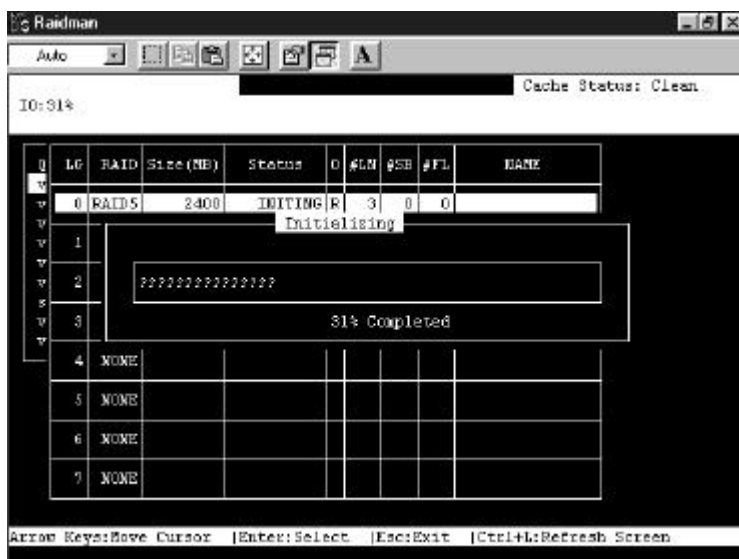 Raidman
Auto
A
Cache Status: Clean
I0:31%
Q LG RAID Size(MB) Status O #LN #SB #FL NAME
v
v 0 RAID5 2400 INITING R 3 0 0
v Initializing
v 1
v
v 2 ???????????????
s
v 3 31% Completed
v
4 NONE
5 NONE
6 NONE
7 NONE
Arrow Keys:Move Cursor |Enter:Select |Esc:Exit |Ctrl+L:Refresh Screen